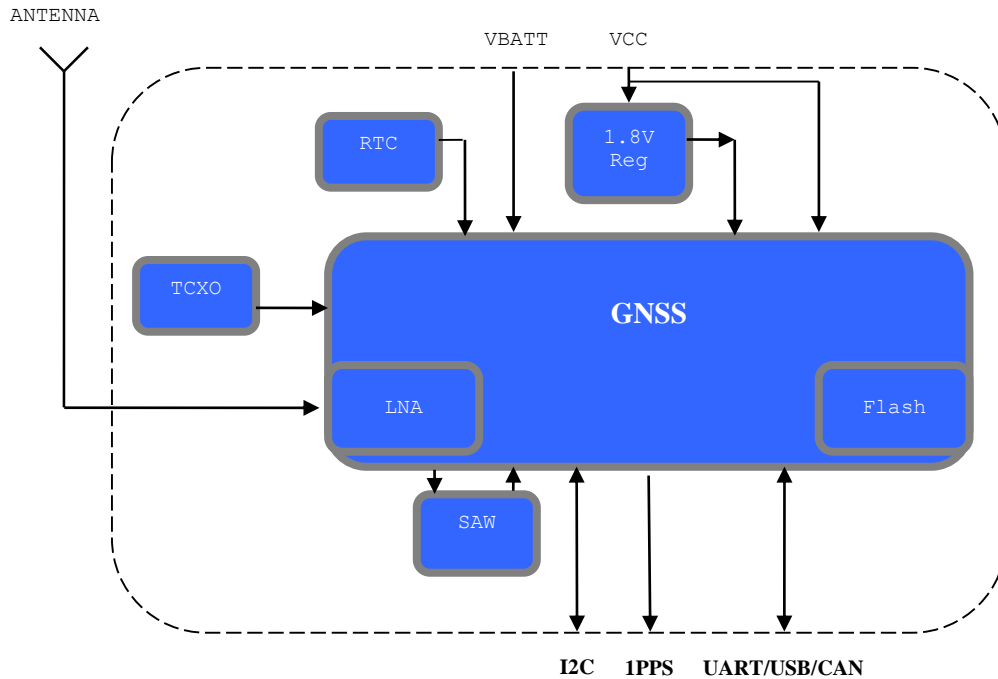 ANTENNA
VBATT
VCC
RTC
1.8V
Reg
TCXO
GNSS
LNA
Flash
SAW
I2C
1PPS
UART/USB/CAN